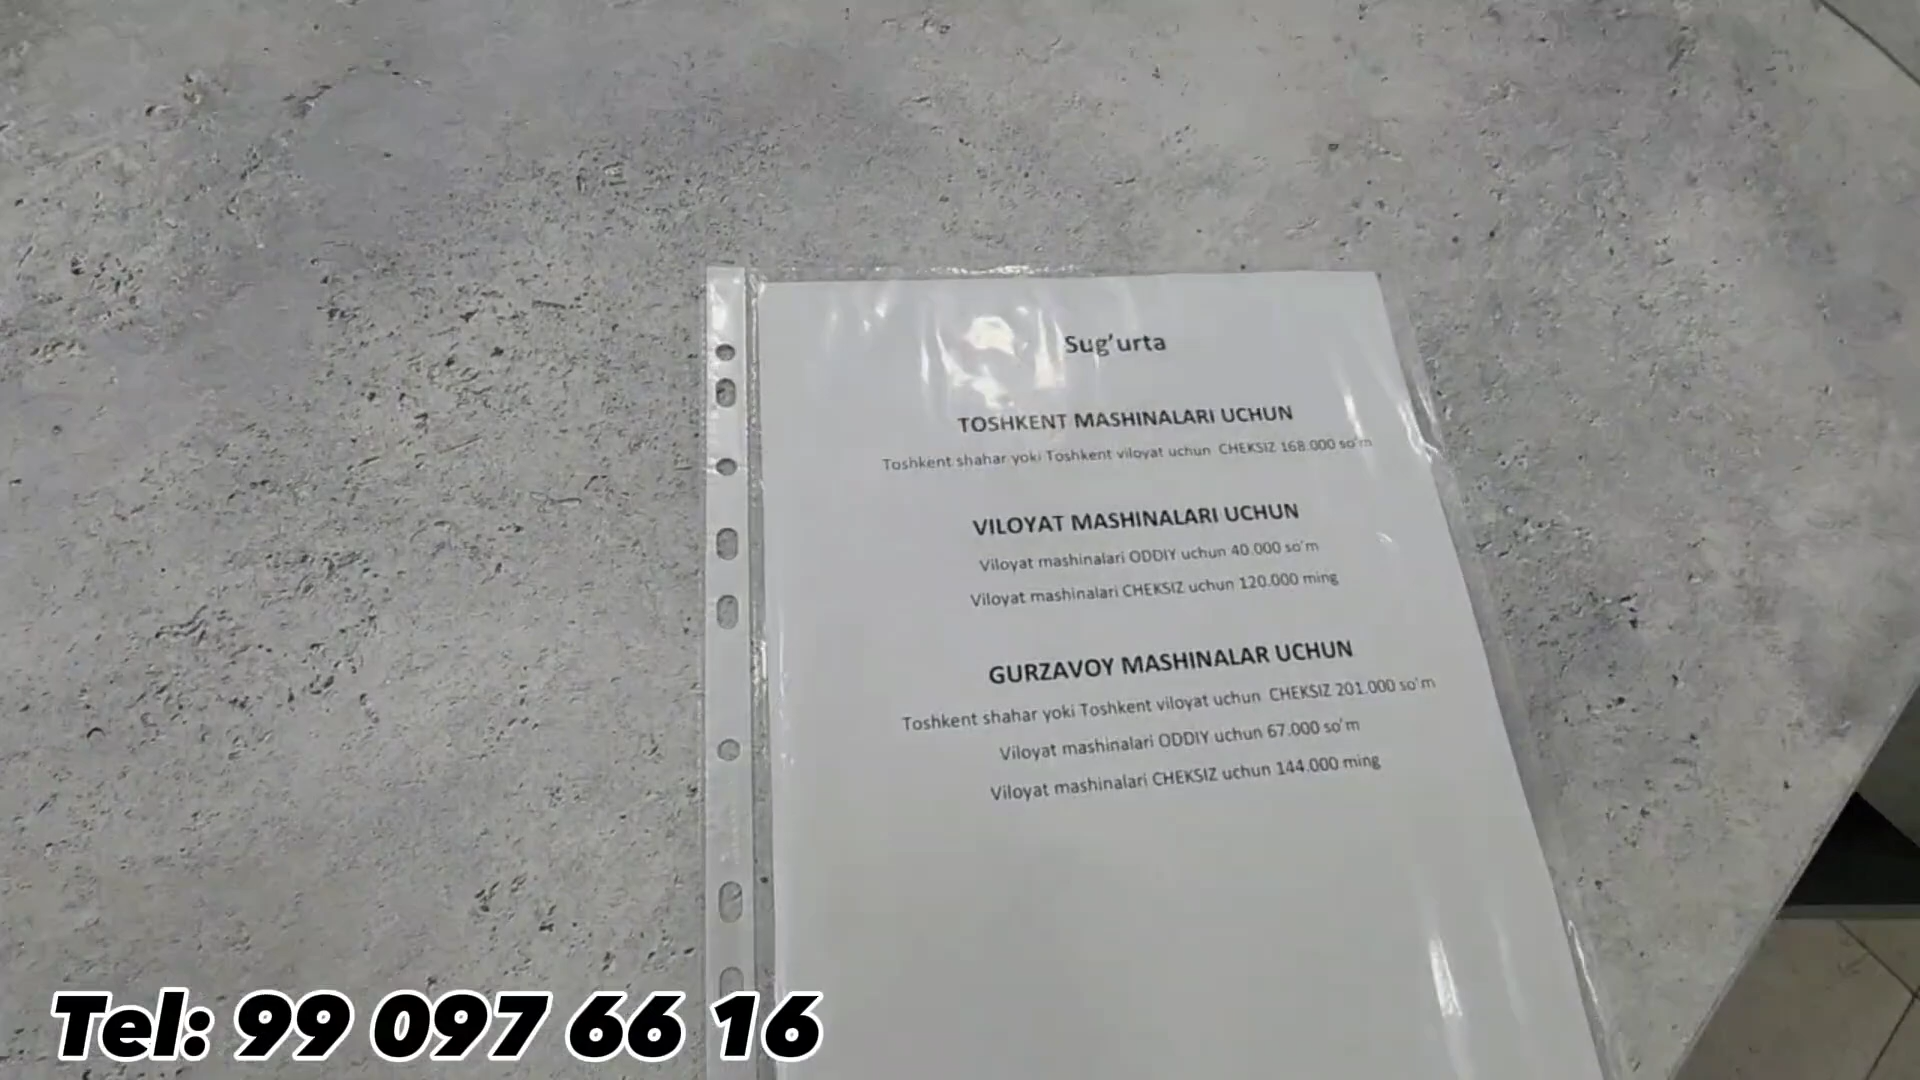 Sug’urta
TOSHKENT MASHINALARI UCHUN
Toshkent shahar yoki Toshkent viloyat uchun CHEKSIZ 168.000 so’m
VILOYAT MASHINALARI UCHUN
Viloyat mashinalari ODDIY uchun 40.000 so’m
Viloyat mashinalari CHEKSIZ uchun 120.000 ming
GURZAVOY MASHINALAR UCHUN
Toshkent shahar yoki Toshkent viloyat uchun CHEKSIZ 201.000 so’m
Viloyat mashinalari ODDIY uchun 67.000 so’m
Viloyat mashinalari CHEKSIZ uchun 144.000 ming
Tel: 99 097 66 16